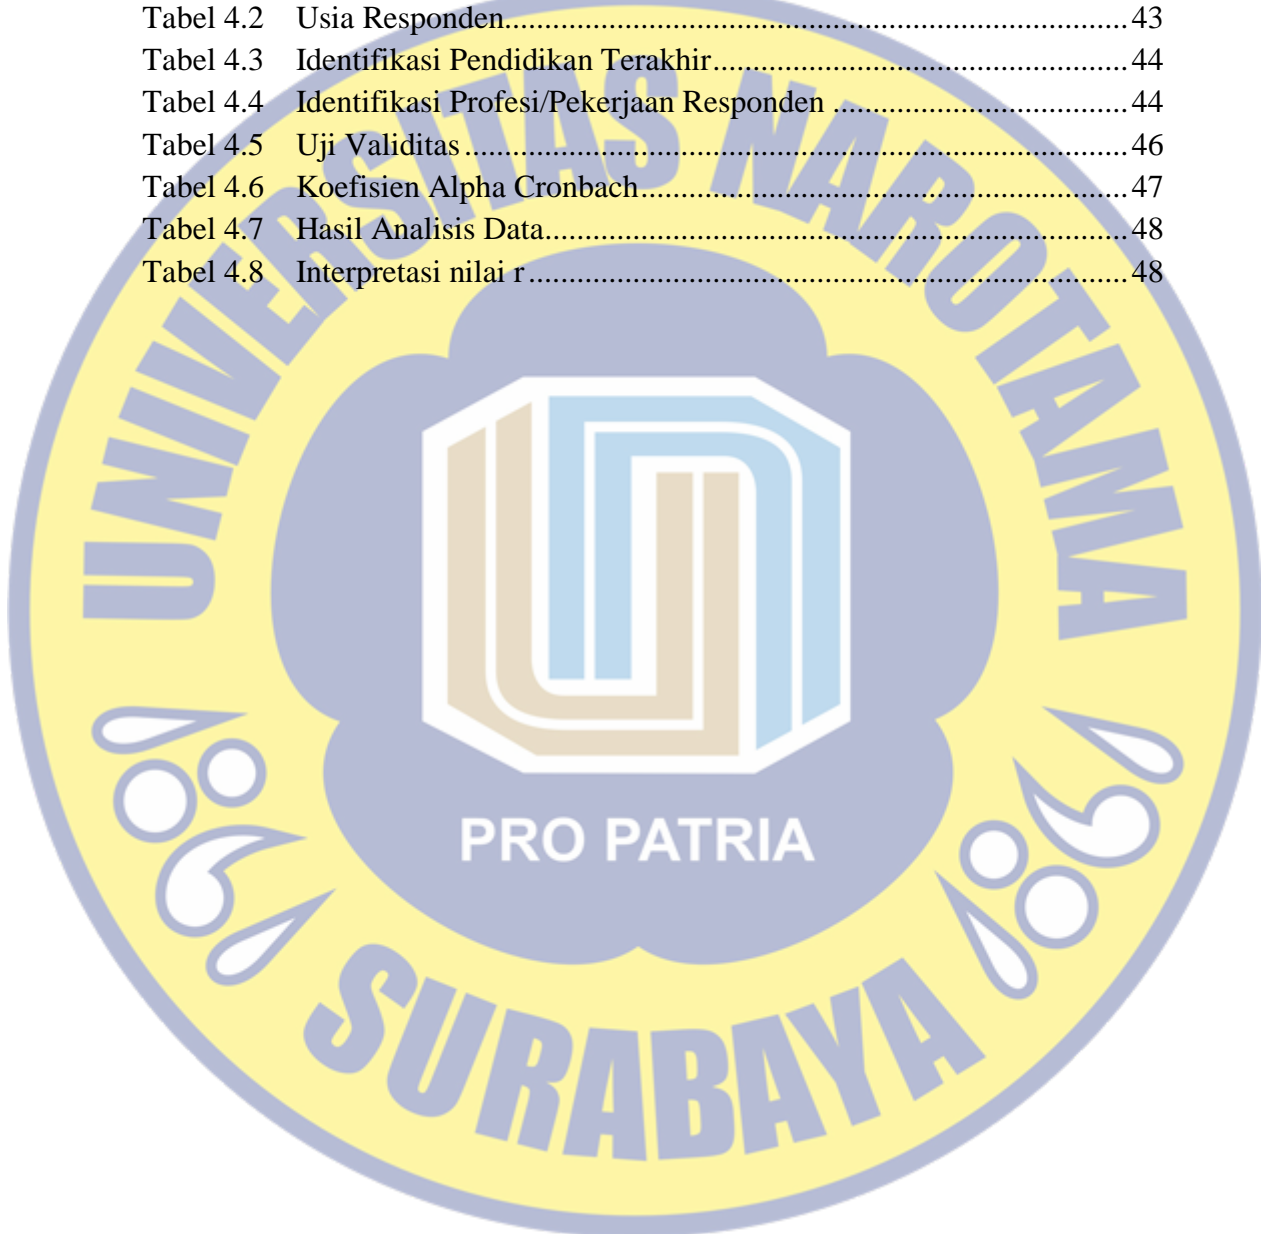 Tabel 4.2 Usia Responden........................................................................... 43
Tabel 4.3 Identifikasi Pendidikan Terakhir.................................................. 44
Tabel 4.4 Identifikasi Profesi/Pekerjaan Responden ................................... 44
Tabel 4.5 Uji Validitas................................................................................ 46
Tabel 4.6 Koefisien Alpha Cronbach........................................................... 47
Tabel 4.7 Hasil Analisis Data...................................................................... 48
Tabel 4.8 Interpretasi nilai r........................................................................ 48
UNIVERSITAS NAROTAMA
PRO PATRIA
SURABAYA